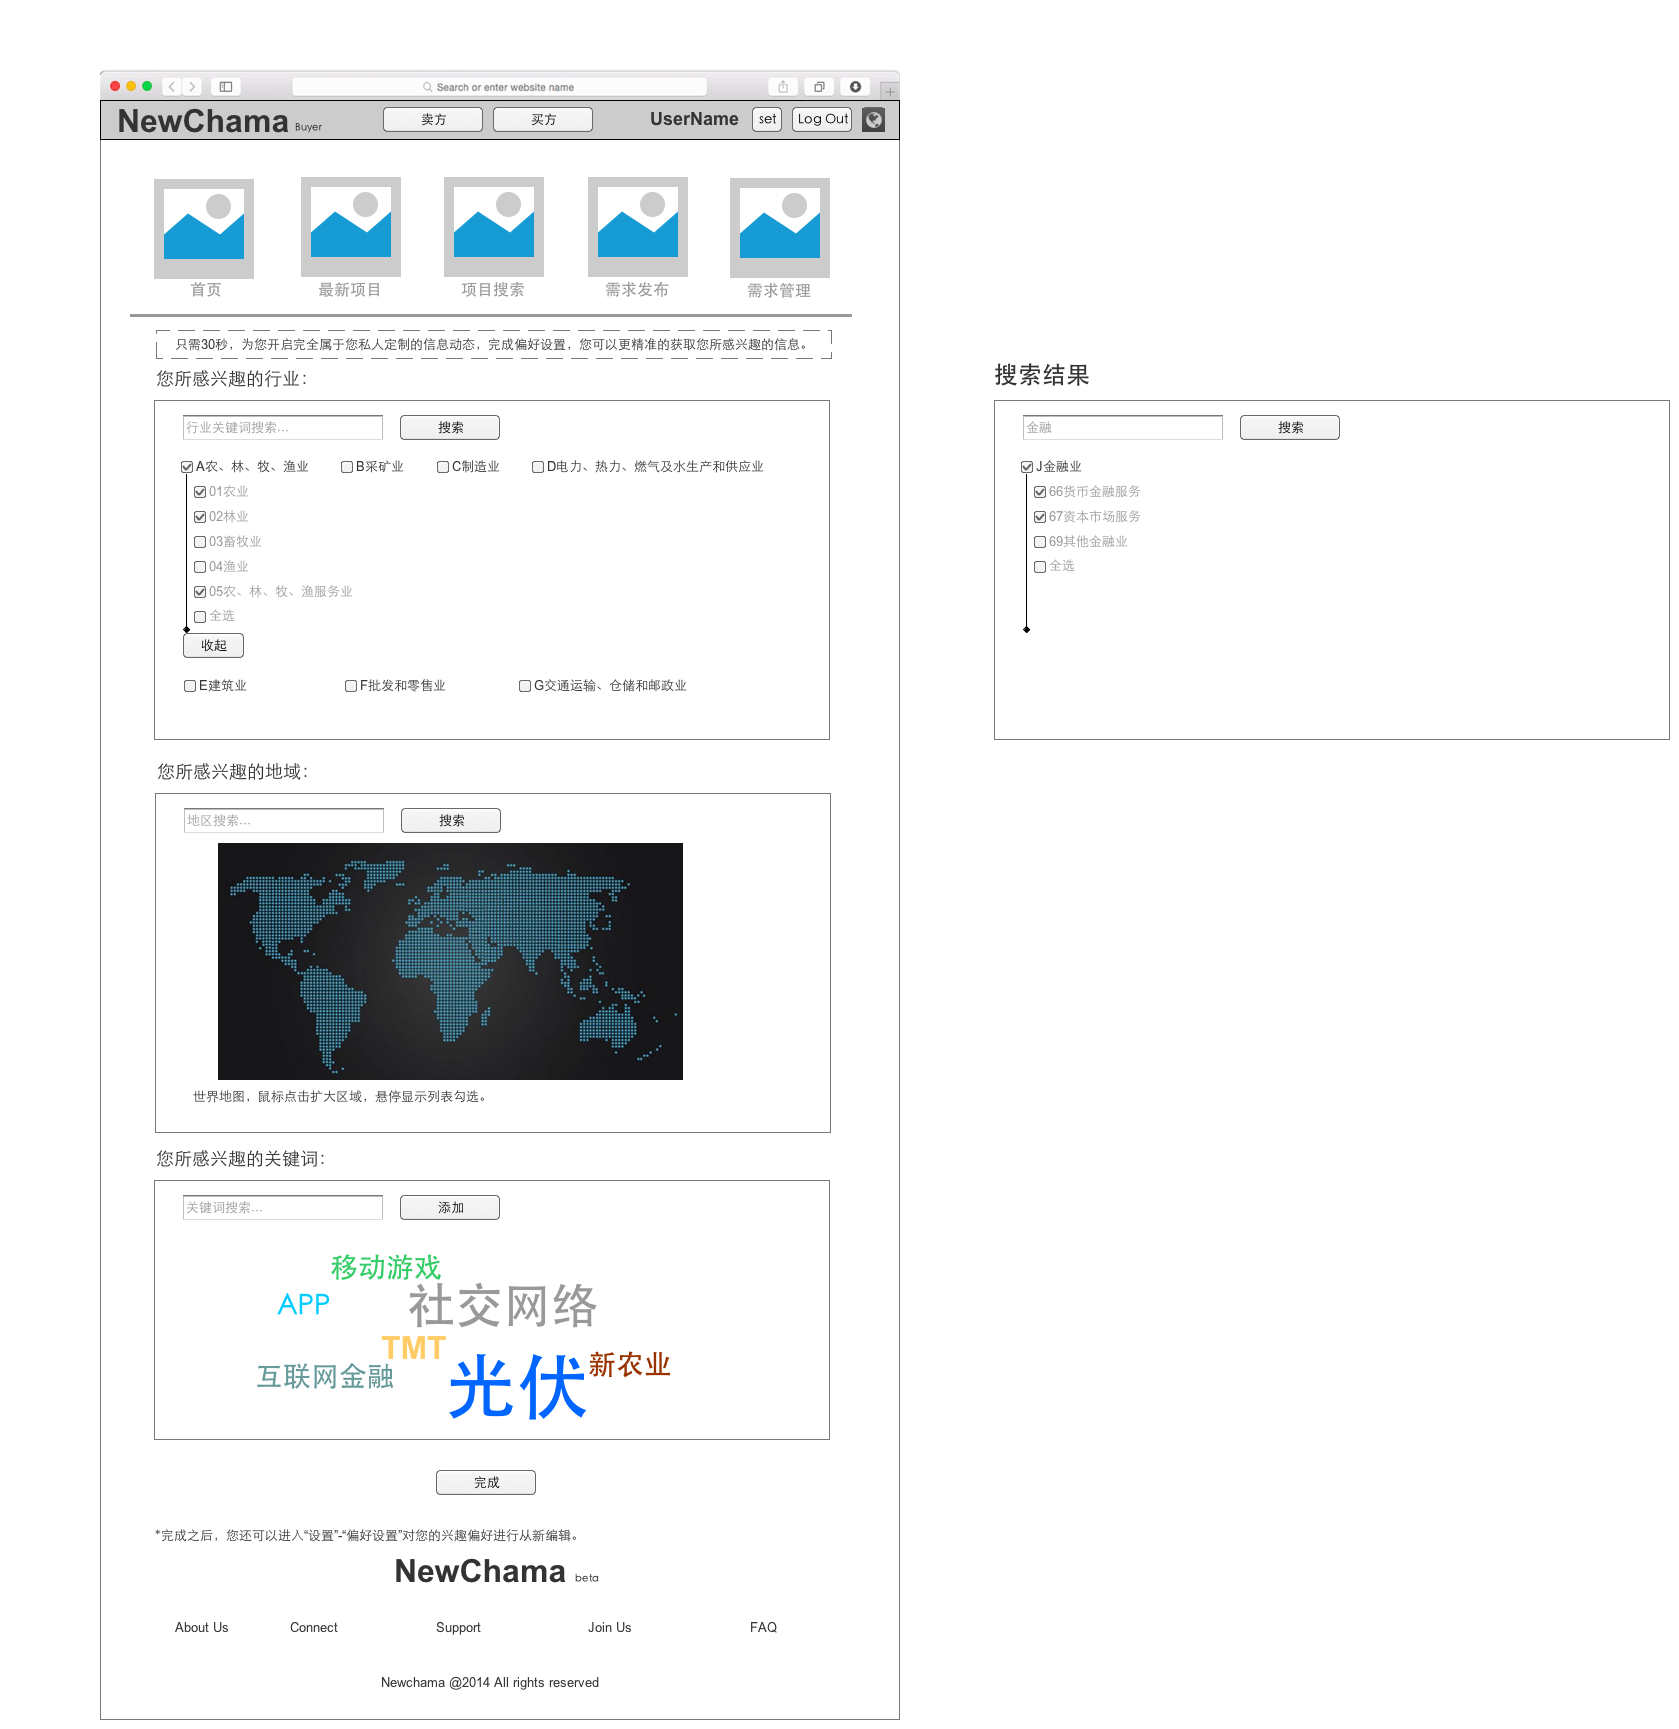 Search or enter website name
NewChama Buyer 卖方 买方 UserName set Log Out
首页 最新项目 项目搜索 需求发布 需求管理
只需30秒，为您开启完全属于您私人定制的信息动态，完成偏好设置，您可以更精准的获取您所感兴趣的信息。
您所感兴趣的行业：
行业关键词搜索... 搜索
A农、林、牧、渔业 B采矿业 C制造业 D电力、热力、燃气及水生产和供应业
01农业
02林业
03畜牧业
04渔业
05农、林、牧、渔服务业
全选
收起
E建筑业 F批发和零售业 G交通运输、仓储和邮政业
您所感兴趣的地域：
地区搜索... 搜索
世界地图，鼠标点击扩大区域，悬停显示列表勾选。
您所感兴趣的关键词：
关键词搜索... 添加
移动游戏
APP 社交网络
TMT
互联网金融 光伏 新农业
完成
*完成之后，您还可以进入“设置”-“偏好设置”对您的兴趣偏好进行从新编辑。
NewChama beta
About Us Connect Support Join Us FAQ
Newchama @2014 All rights reserved
搜索结果
金融 搜索
J金融业
66货币金融服务
67资本市场服务
69其他金融业
全选